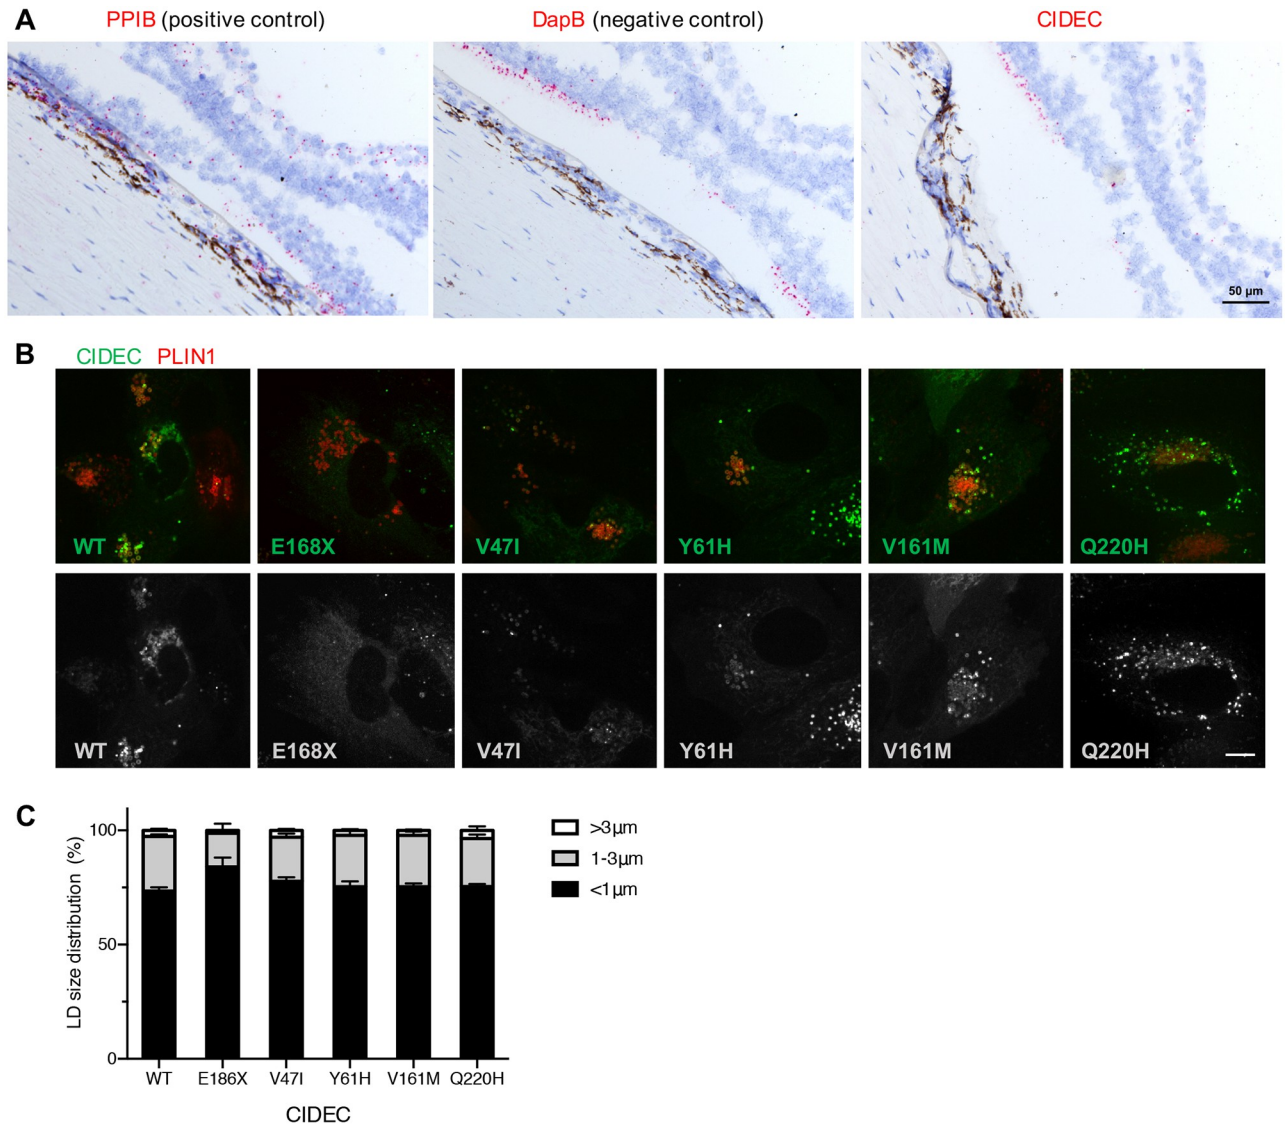 A
PPIB (positive control)
DapB (negative control)
CIDEC
50 µm
B
CIDEC PLIN1
WT
E168X
V47I
Y61H
V161M
Q220H
WT
E168X
V47I
Y61H
V161M
Q220H
C
LD size distribution (%)
100
50
0
>3µm
1-3µm
<1µm
WT
E186X
V47I
Y61H
V161M
Q220H
CIDEC